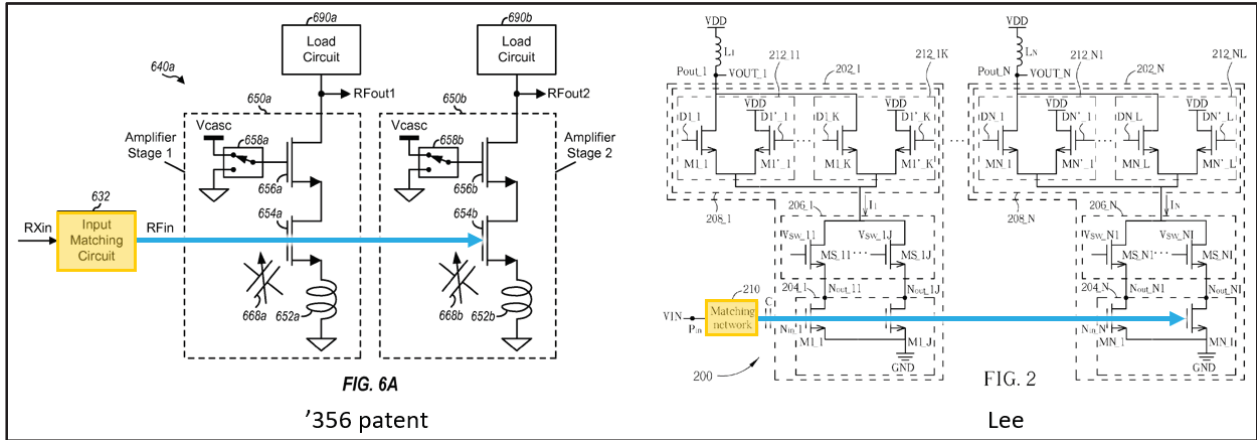 690a
Load
Circuit
690b
Load
Circuit
640a
RFout1
RFout2
650a
650b
Vcasc
658a
Vcasc
658b
Amplifier
Stage 1
Amplifier
Stage 2
656a
656b
632
654a
654b
RXin
Input
Matching
Circuit
RFin
668a
652a
668b
652b
FIG. 6A
'356 patent
VDD
L1
Pout_1
VOUT_1
212_11
202_1
212_1K
VDD
LN
Pout_N
VOUT_N
212_N1
202_N
212_NL
VDD
VDD
VDD
VDD
D1_1
D1'_1
D1_K
D1'_K
DN_1
DN'_1
DN_L
DN'_L
M1_1
M1'_1
M1_K
M1'_K
MN_1
MN'_1
MN_L
MN'_L
208_1
206_1
I1
208_N
206_N
IN
VSW_11
VSW_1J
VSW_N1
VSW_NI
MS_11
MS_1J
MS_N1
MS_NI
204_1
Nout_11
Nout_1J
204_N
Nout_N1
Nout_NI
210
VIN
Pin
Matching
network
C
Nin_1
Nin_N
M1_1
M1_J
MN_1
MN_I
GND
GND
200
FIG. 2
Lee